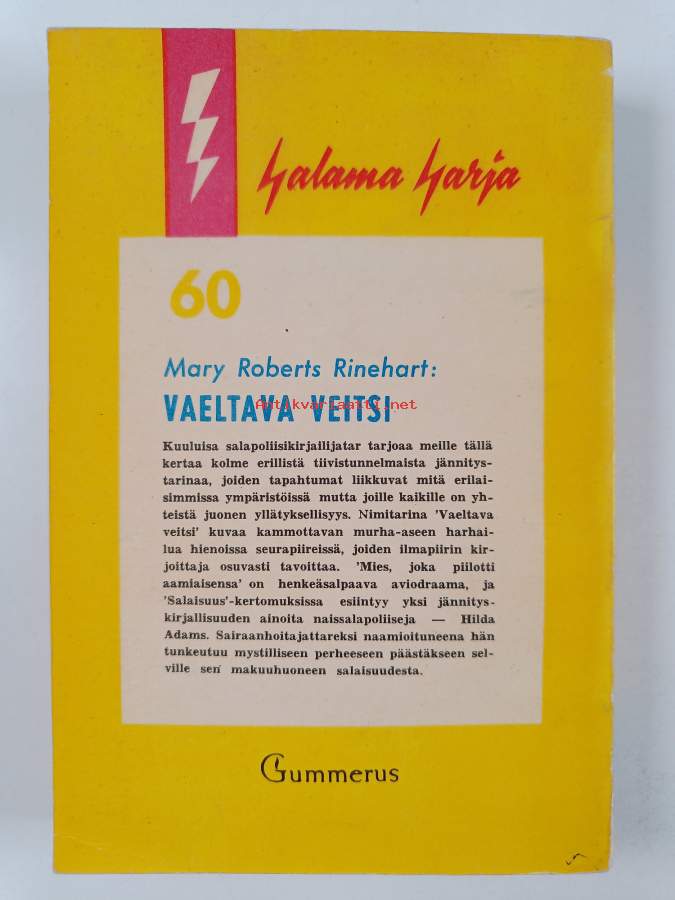 Salama Sarja
60
Mary Roberts Rinehart:
VAELTAVA VEITSI
Antikvariaatti.net
Kuuluisa salapoliisikirjailijatar tarjoaa meille tällä
kertaa kolme erillistä tiivistunnelmaista jännitys-
tarinaa, joiden tapahtumat liikkuvat mitä erilai-
simmissa ympäristöissä mutta joille kaikille on yh-
teistä juonen yllätyksellisyys. Nimitarina 'Vaeltava
veitsi' kuvaa kammottavan murha-aseen harhai-
lua hienoissa seurapiireissä, joiden ilmapiirin kir-
joittaja osuvasti tavoittaa. 'Mies, joka piilotti
aamiaisensa' on henkeäsalpaava aviodraama, ja
'Salaisuus'-kertomuksissa esiintyy yksi jännitys-
kirjallisuuden ainoita naissalapoliiseja — Hilda
Adams. Sairaanhoitajattareksi naamioituneena hän
tunkeutuu mystilliseen perheeseen päästäkseen sel-
ville sen makuuhuoneen salaisuudesta.
Gummerus